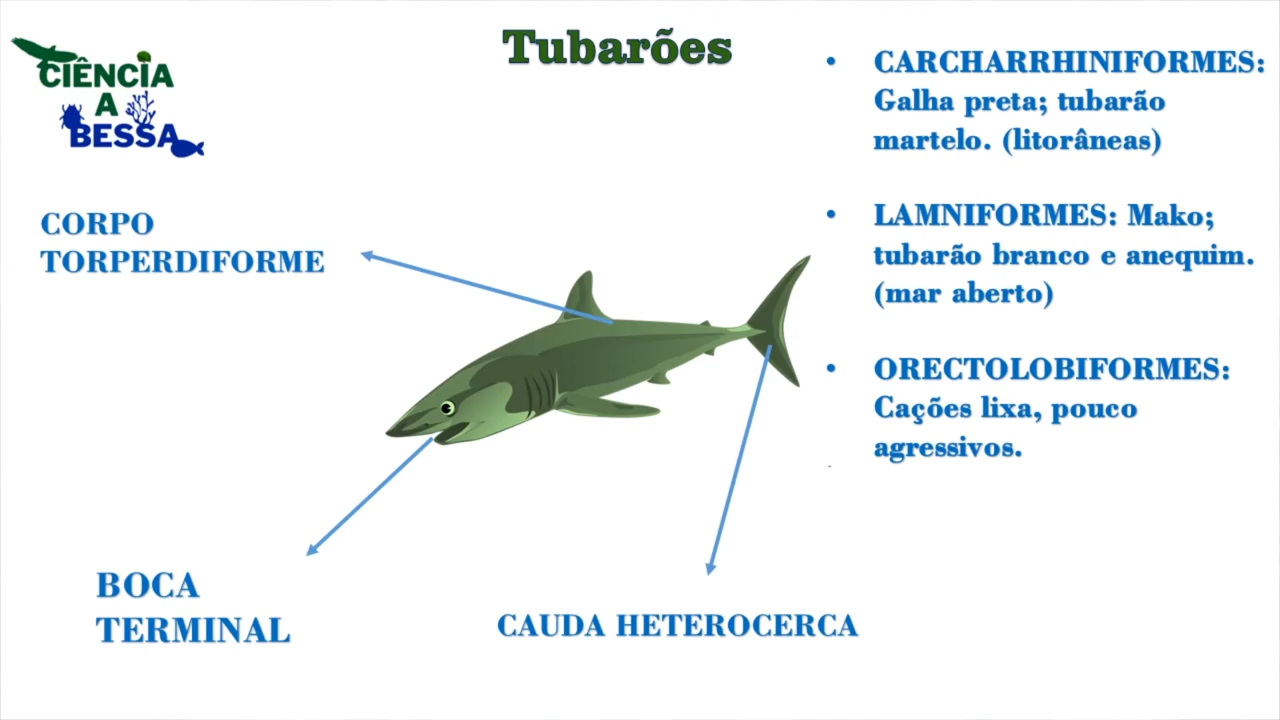 Tubarões
CIÊNCIA
A
BESSA
CORPO
TORPERDIFORME
BOCA
TERMINAL
CAUDA HETEROCERCA
• CARCHARRHINIFORMES:
Galha preta; tubarão
martelo. (litorâneas)
• LAMNIFORMES: Mako;
tubarão branco e anequim.
(mar aberto)
• ORECTOLOBIFORMES:
Cações lixa, pouco
agressivos.